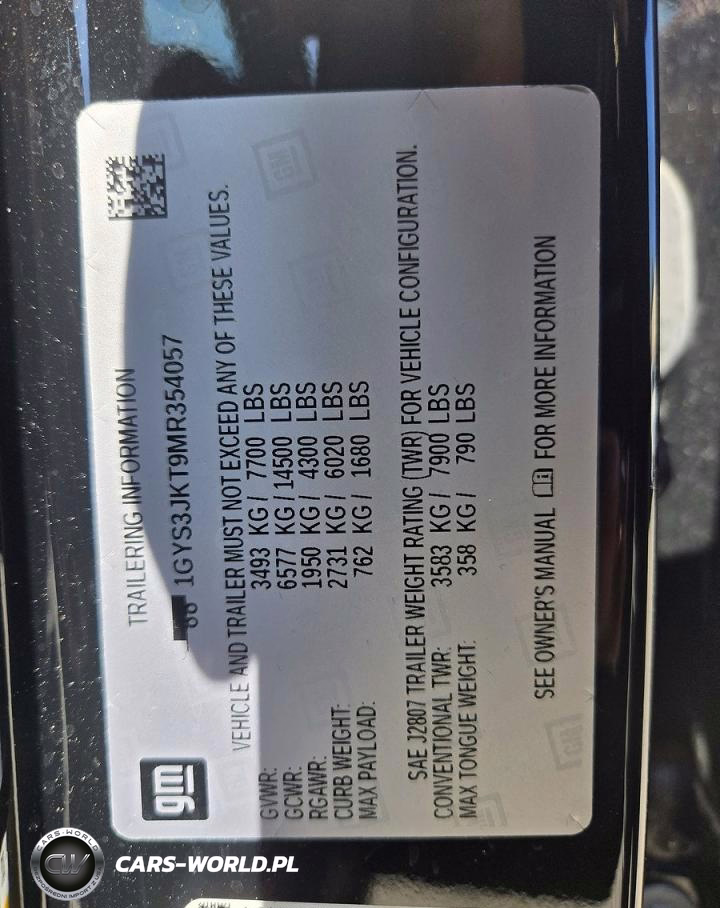 gm
TRAILERING INFORMATION
1GYS3JKT9MR354057
VEHICLE AND TRAILER MUST NOT EXCEED ANY OF THESE VALUES.
GVWR: 3493 KG / 7700 LBS
GCWR: 6577 KG / 14500 LBS
RGAWR: 1950 KG / 4300 LBS
CURB WEIGHT: 2731 KG / 6020 LBS
MAX PAYLOAD: 762 KG / 1680 LBS
SAE J2807 TRAILER WEIGHT RATING (TWR) FOR VEHICLE CONFIGURATION.
CONVENTIONAL TWR: 3583 KG / 7900 LBS
MAX TONGUE WEIGHT: 358 KG / 790 LBS
SEE OWNER'S MANUAL FOR MORE INFORMATION
CARS-WORLD
CW
CARS-WORLD.PL